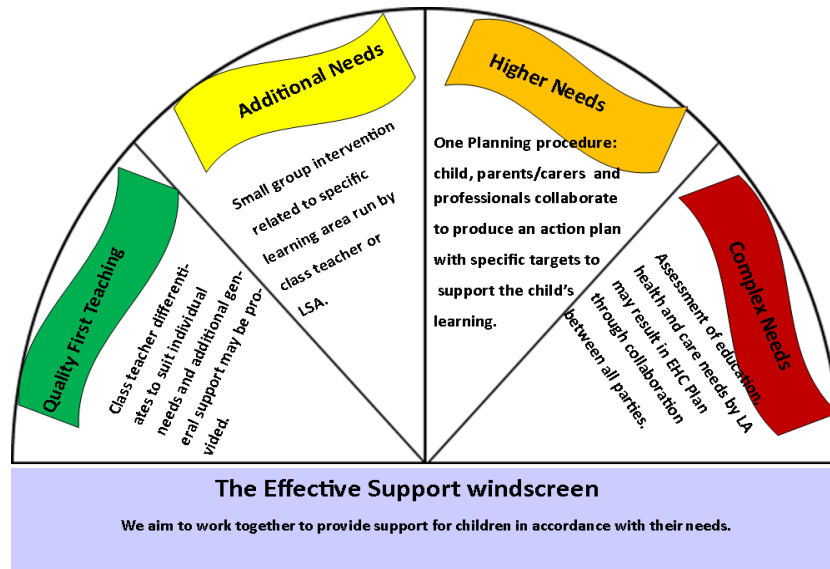 Quality First Teaching
Class teacher differenti-
ates to suit individual
needs and additional gen-
eral support may be pro-
vided.
Additional Needs
Small group intervention
related to specific
learning area run by
class teacher or
LSA.
Higher Needs
One Planning procedure:
child, parents/carers and
professionals collaborate
to produce an action plan
with specific targets to
support the child's
learning.
Complex Needs
Assessment of education,
health and care needs by LA
may result in EHC Plan
through collaboration
between all parties.
The Effective Support windscreen
We aim to work together to provide support for children in accordance with their needs.